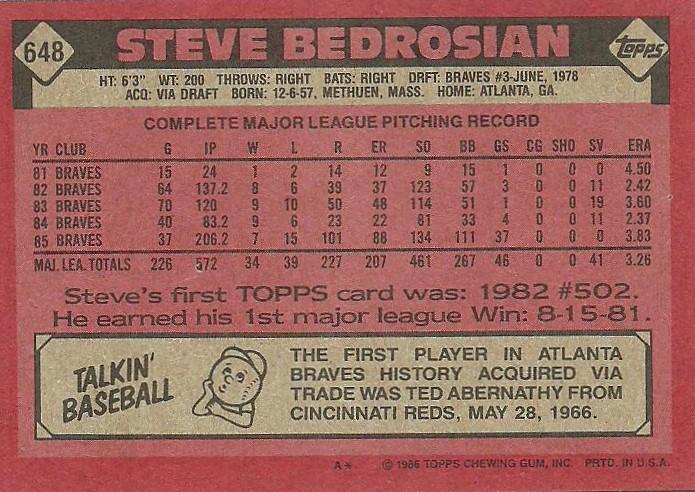 648 STEVE BEDROSIAN Topps
HT: 6'3" WT: 200 THROWS: RIGHT BATS: RIGHT DRFT: BRAVES #3-JUNE, 1978
ACQ: VIA DRAFT BORN: 12-6-57, METHUEN, MASS. HOME: ATLANTA, GA.
COMPLETE MAJOR LEAGUE PITCHING RECORD
YR CLUB G IP W L R ER SO BB GS CG SHO SV ERA
81 BRAVES 15 24 1 2 14 12 9 15 1 0 0 0 4.50
82 BRAVES 64 137.2 8 6 39 37 123 57 3 0 0 11 2.42
83 BRAVES 70 120 9 10 50 48 114 51 1 0 0 19 3.60
84 BRAVES 40 83.2 9 6 23 22 81 33 4 0 0 11 2.37
85 BRAVES 37 206.2 7 15 101 88 134 111 37 0 0 0 3.83
MAJ. LEA. TOTALS 226 572 34 39 227 207 461 267 46 0 0 41 3.26
Steve's first TOPPS card was: 1982 #502.
He earned his 1st major league Win: 8-15-81.
TALKIN' BASEBALL
THE FIRST PLAYER IN ATLANTA
BRAVES HISTORY ACQUIRED VIA
TRADE WAS TED ABERNATHY FROM
CINCINNATI REDS, MAY 28, 1966.
A* © 1986 TOPPS CHEWING GUM, INC. PRTD. IN U.S.A.